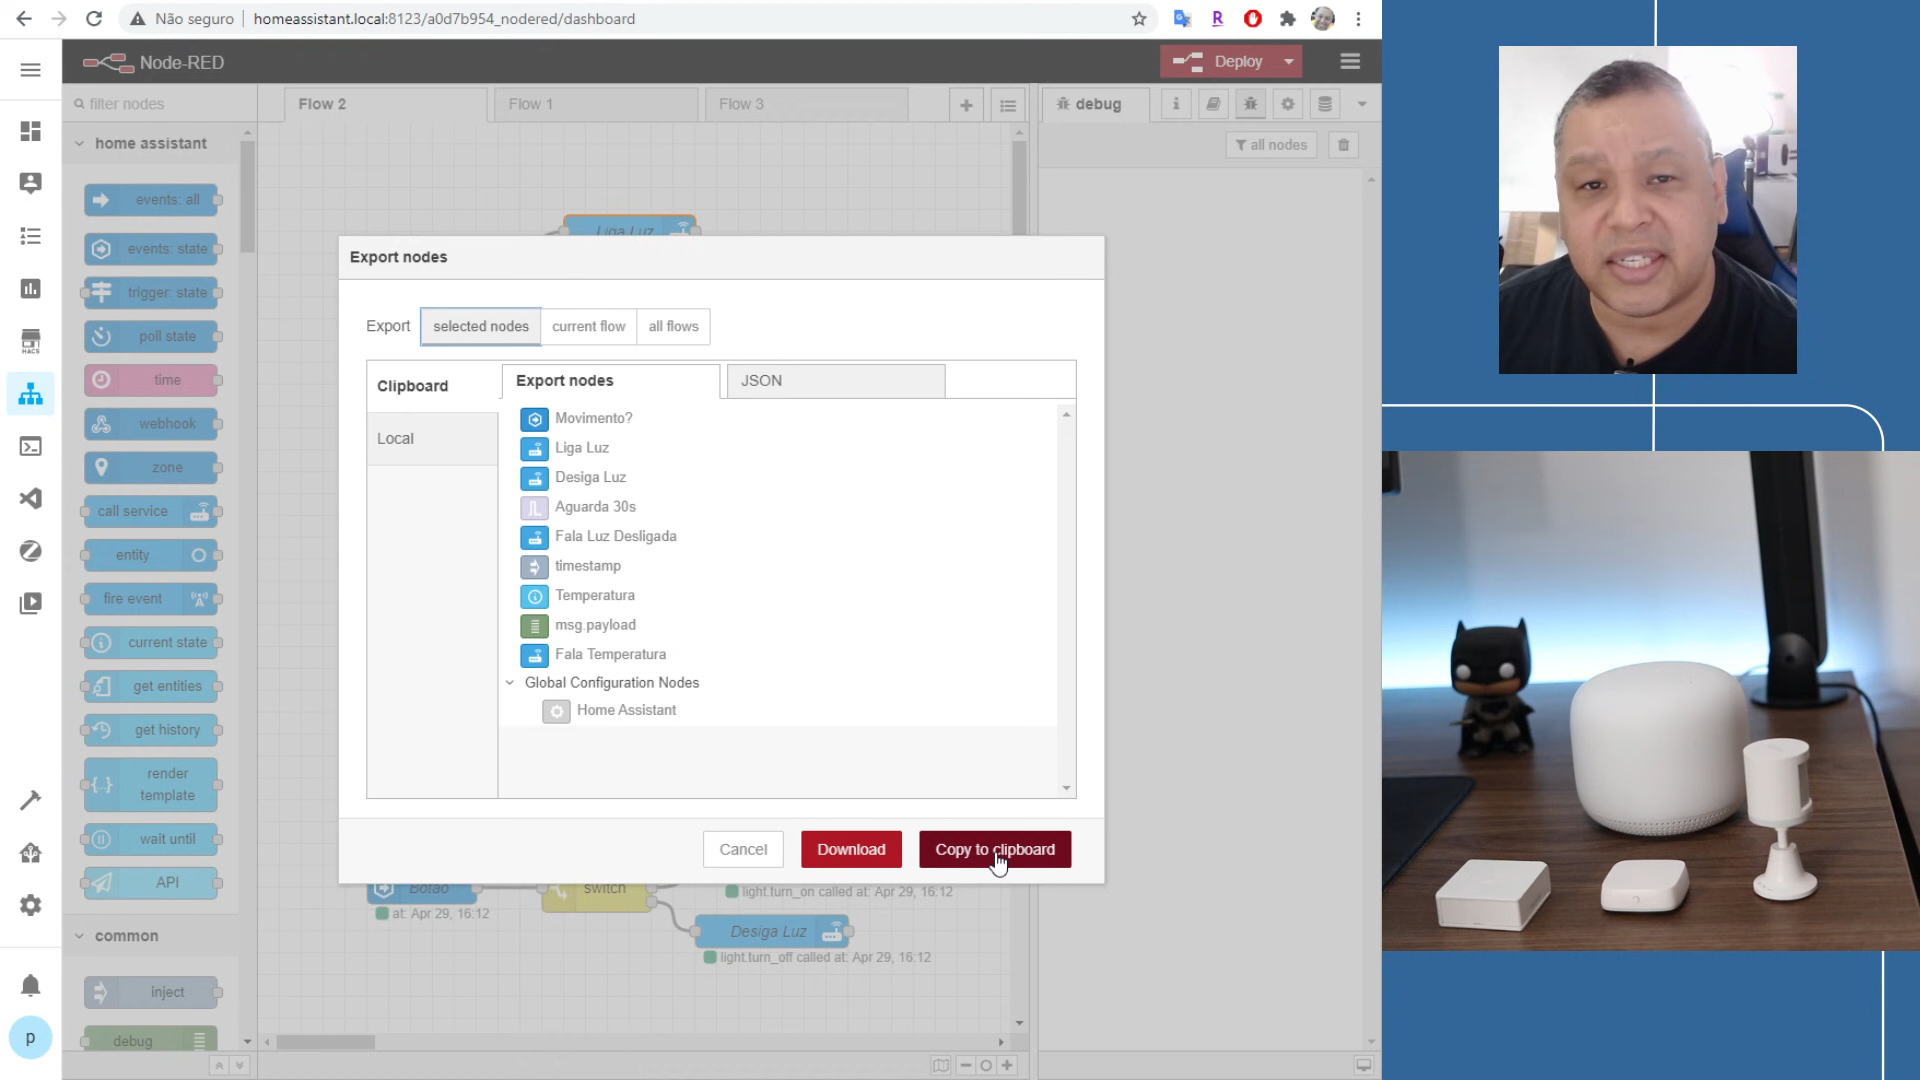 Não seguro
homeassistant.local:8123/a0d7b954_nodered/dashboard
Node-RED
Deploy
filter nodes
Flow 2
Flow 1
Flow 3
debug
all nodes
home assistant
events: all
events: state
trigger: state
poll state
time
webhook
zone
call service
entity
fire event
current state
get entities
get history
render
template
wait until
API
common
inject
debug
HACS
p
Liga Luz
Export nodes
Export
selected nodes
current flow
all flows
Clipboard
Local
Export nodes
JSON
Movimento?
Liga Luz
Desiga Luz
Aguarda 30s
Fala Luz Desligada
timestamp
Temperatura
msg.payload
Fala Temperatura
Global Configuration Nodes
Home Assistant
Cancel
Download
Copy to clipboard
Botao
switch
at: Apr 29, 16:12
light.turn_on called at: Apr 29, 16:12
Desiga Luz
light.turn_off called at: Apr 29, 16:12